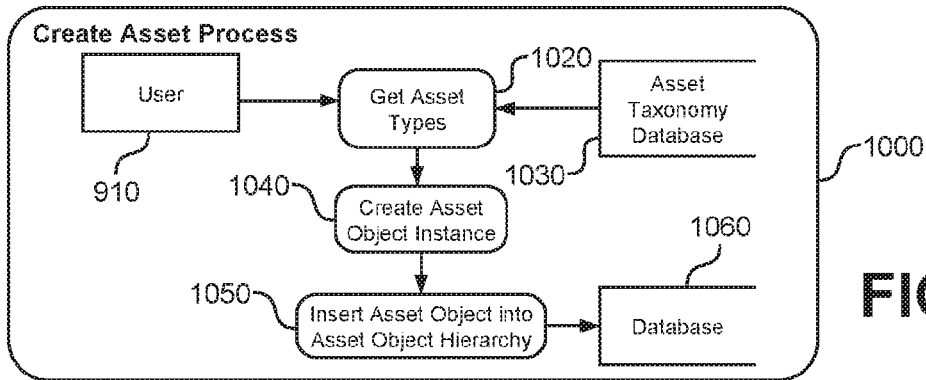 Create Asset Process
User
Get Asset
Types
1020
Asset
Taxonomy
Database
1000
910
1030
1040
Create Asset
Object Instance
1060
1050
Insert Asset Object into
Asset Object Hierarchy
Database
FIG